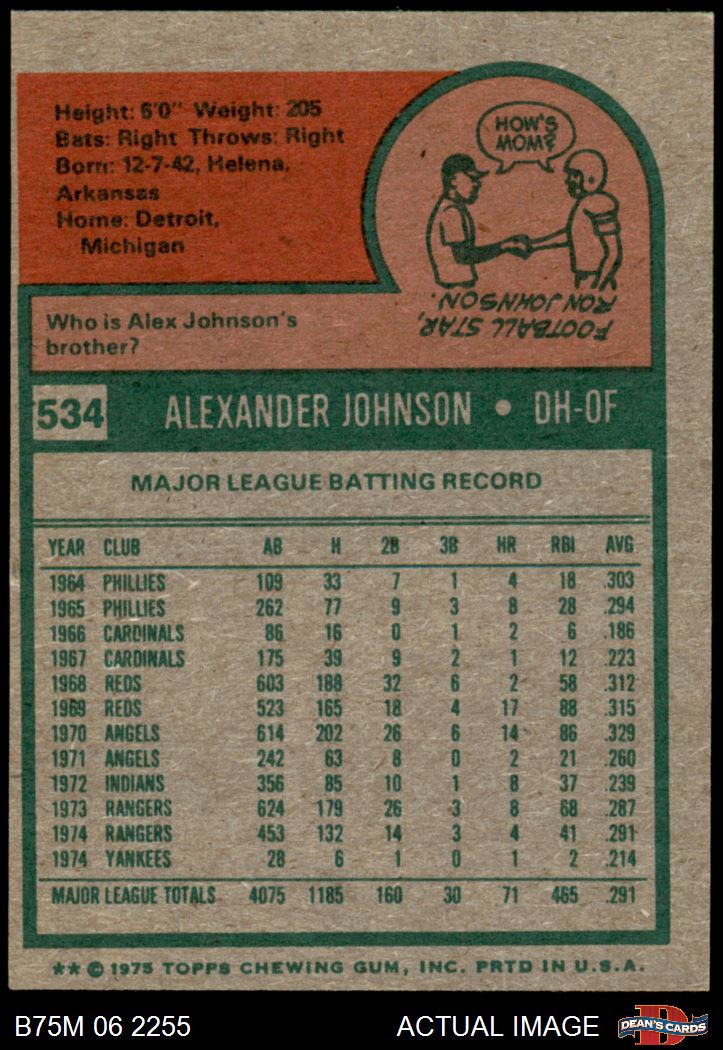 Height: 6'0" Weight: 205
Bats: Right Throws: Right
Born: 12-7-42, Helena,
Arkansas
Home: Detroit,
Michigan
HOW'S
MOM?
FOOTBALL STAR,
RON JOHNSON.
Who is Alex Johnson's
brother?
534 ALEXANDER JOHNSON • DH-OF
MAJOR LEAGUE BATTING RECORD
YEAR CLUB AB H 2B 3B HR RBI AVG
1964 PHILLIES 109 33 7 1 4 18 .303
1965 PHILLIES 262 77 9 3 8 28 .294
1966 CARDINALS 86 16 0 1 2 6 .186
1967 CARDINALS 175 39 9 2 1 12 .223
1968 REDS 603 188 32 6 2 58 .312
1969 REDS 523 165 18 4 17 88 .315
1970 ANGELS 614 202 26 6 14 86 .329
1971 ANGELS 242 63 8 0 2 21 .260
1972 INDIANS 356 85 10 1 8 37 .239
1973 RANGERS 624 179 26 3 8 68 .287
1974 RANGERS 453 132 14 3 4 41 .291
1974 YANKEES 28 6 1 0 1 2 .214
MAJOR LEAGUE TOTALS 4075 1185 160 30 71 465 .291
** © 1975 TOPPS CHEWING GUM, INC. PRTD IN U.S.A.
B75M 06 2255 ACTUAL IMAGE DEAN'S CARDS